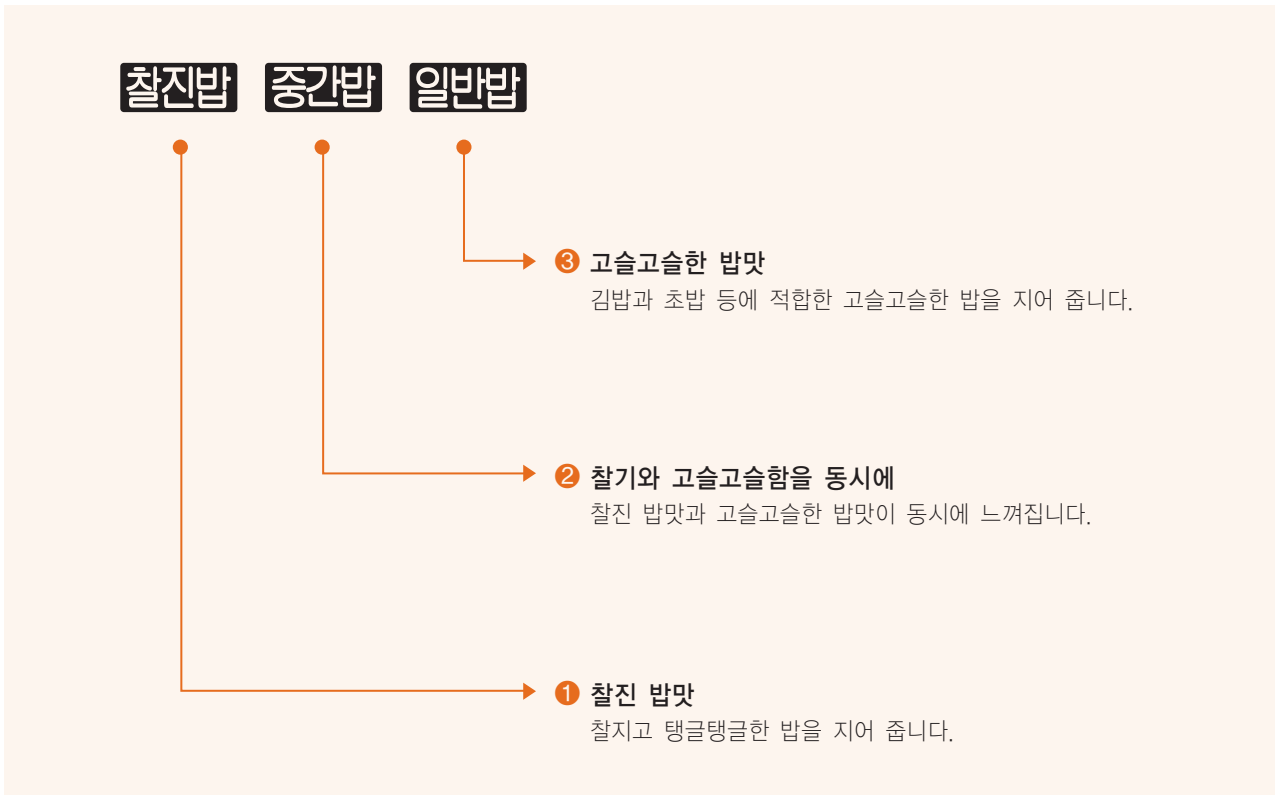 찰진밥 중간밥 일반밥
❸ 고슬고슬한 밥맛
김밥과 초밥 등에 적합한 고슬고슬한 밥을 지어 줍니다.
❷ 찰기와 고슬고슬함을 동시에
찰진 밥맛과 고슬고슬한 밥맛이 동시에 느껴집니다.
❶ 찰진 밥맛
찰지고 탱글탱글한 밥을 지어 줍니다.